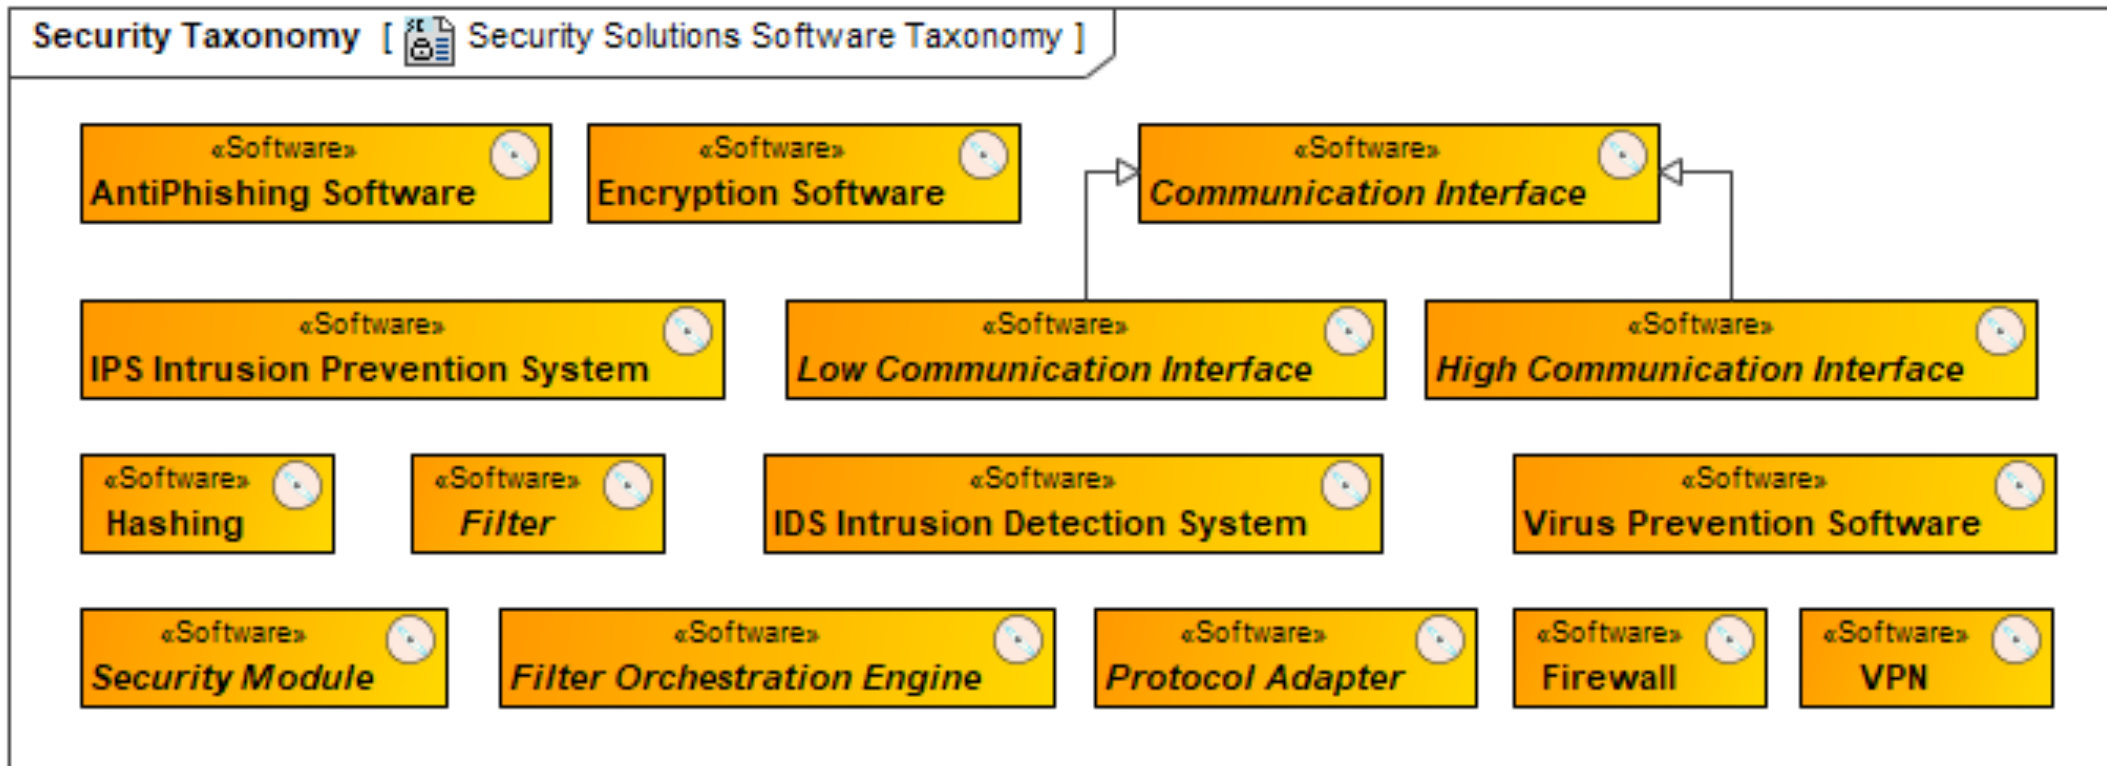 Security Taxonomy [ Security Solutions Software Taxonomy ]
«Software»
AntiPhishing Software
«Software»
Encryption Software
«Software»
Communication Interface
«Software»
IPS Intrusion Prevention System
«Software»
Low Communication Interface
«Software»
High Communication Interface
«Software»
Hashing
«Software»
Filter
«Software»
IDS Intrusion Detection System
«Software»
Virus Prevention Software
«Software»
Security Module
«Software»
Filter Orchestration Engine
«Software»
Protocol Adapter
«Software»
Firewall
«Software»
VPN